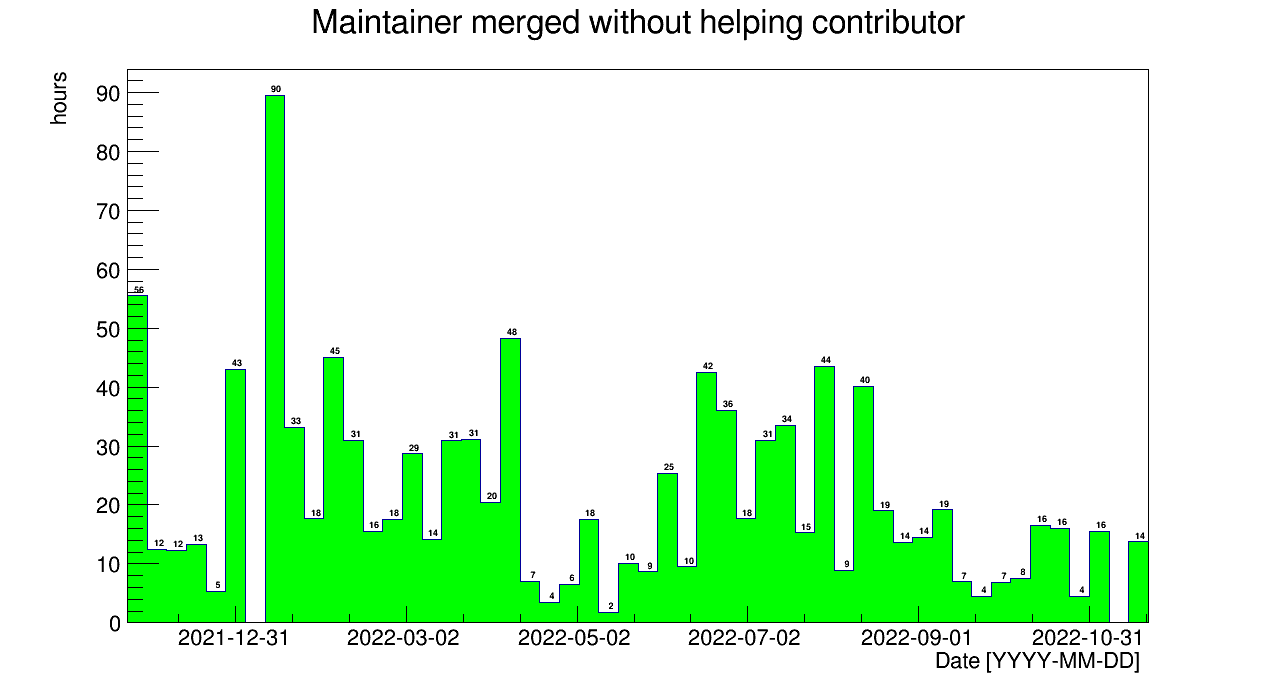 Maintainer merged without helping contributor
hours
90
80
70
60
50
40
30
20
10
0
56 12 12 13 5 43 90 33 18 45 31 16 18 29 14 31 31 20 48 7 4 6 18 2 10 9 25 10 42 36 18 31 34 15 44 9 40 19 14 14 19 7 4 7 8 16 16 4 16 14
2021-12-31 2022-03-02 2022-05-02 2022-07-02 2022-09-01 2022-10-31
Date [YYYY-MM-DD]